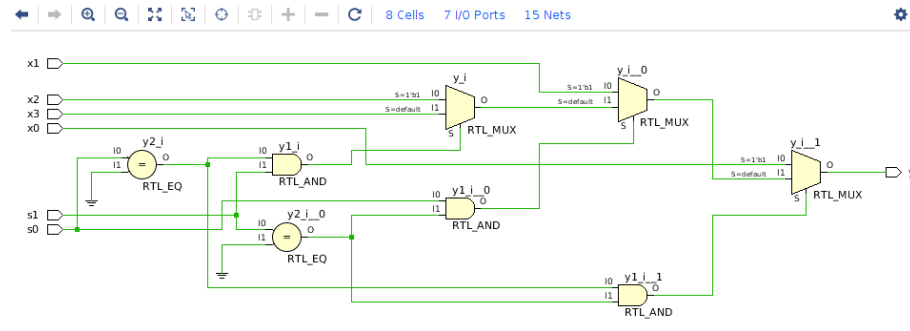 8 Cells 7 I/O Ports 15 Nets
x1
y_i__0
y_i
S=1'b1 I0
x2 S=1'b1 I0 O
x3 S=default I1 O S=default I1
x0 S RTL_MUX
S RTL_MUX
y2_i
y1_i y_i__1
I0 O I0 O S=1'b1 I0 O
I1 = I1 S=default I1
RTL_EQ RTL_AND y1_i__0 S RTL_MUX
I0 O
s1 y2_i__0 I1
s0 I0 O RTL_AND
I1 =
RTL_EQ
y1_i__1
I0 O
I1
RTL_AND